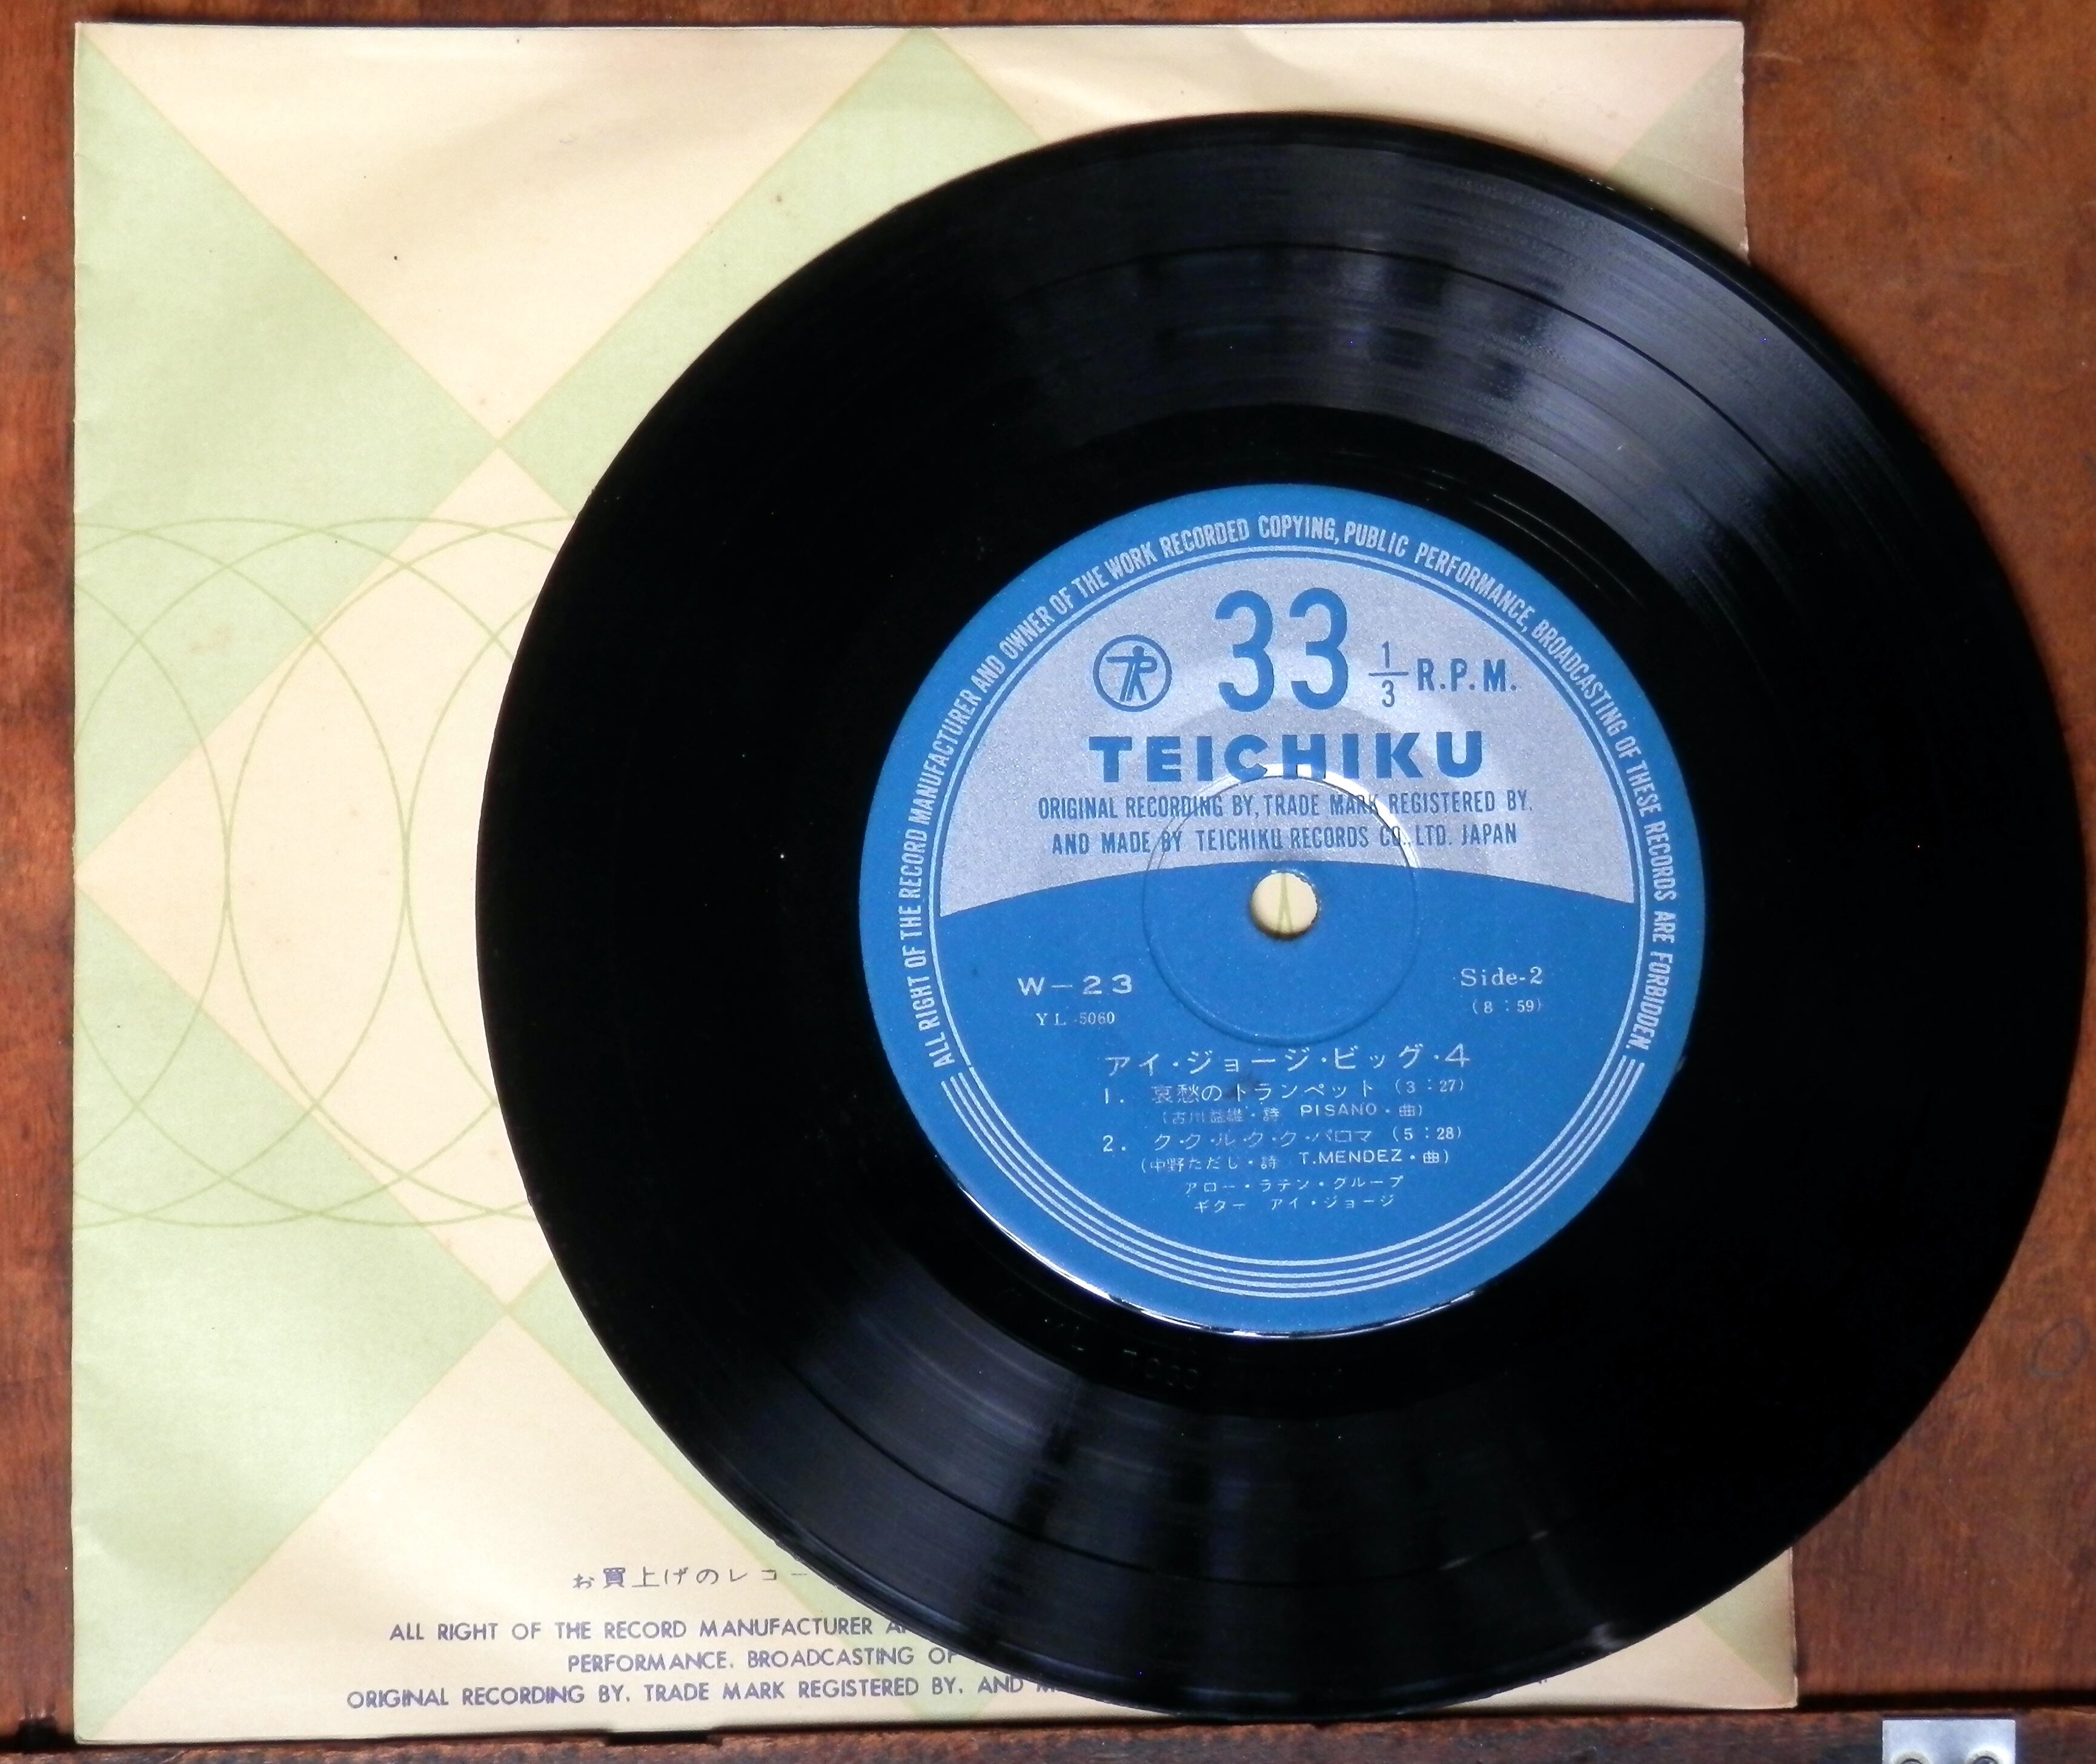 ALL RIGHT OF THE RECORD MANUFACTURER AND OWNER OF THE WORK RECORDED COPYING, PUBLIC PERFORMANCE, BROADCASTING OF THESE RECORDS ARE FORBIDDEN.
33 1/3 R.P.M.
TEICHIKU
ORIGINAL RECORDING BY, TRADE MARK REGISTERED BY.
AND MADE BY TEICHIKU RECORDS CO., LTD. JAPAN
W-23 Side-2
YL-5060 (8:59)
アイ・ジョージ・ビッグ・4
1. 哀愁のトランペット (3:27)
(古川益雄・詩 PISANO・曲)
2. ク・ク・ル・ク・ク・パロマ (5:28)
(中野ただし・詩 T.MENDEZ・曲)
アロー・ラテン・グループ
ギター アイ・ジョージ
お買上げのレコー
ALL RIGHT OF THE RECORD MANUFACTURER
PERFORMANCE. BROADCASTING OF
ORIGINAL RECORDING BY. TRADE MARK REGISTERED BY. AND